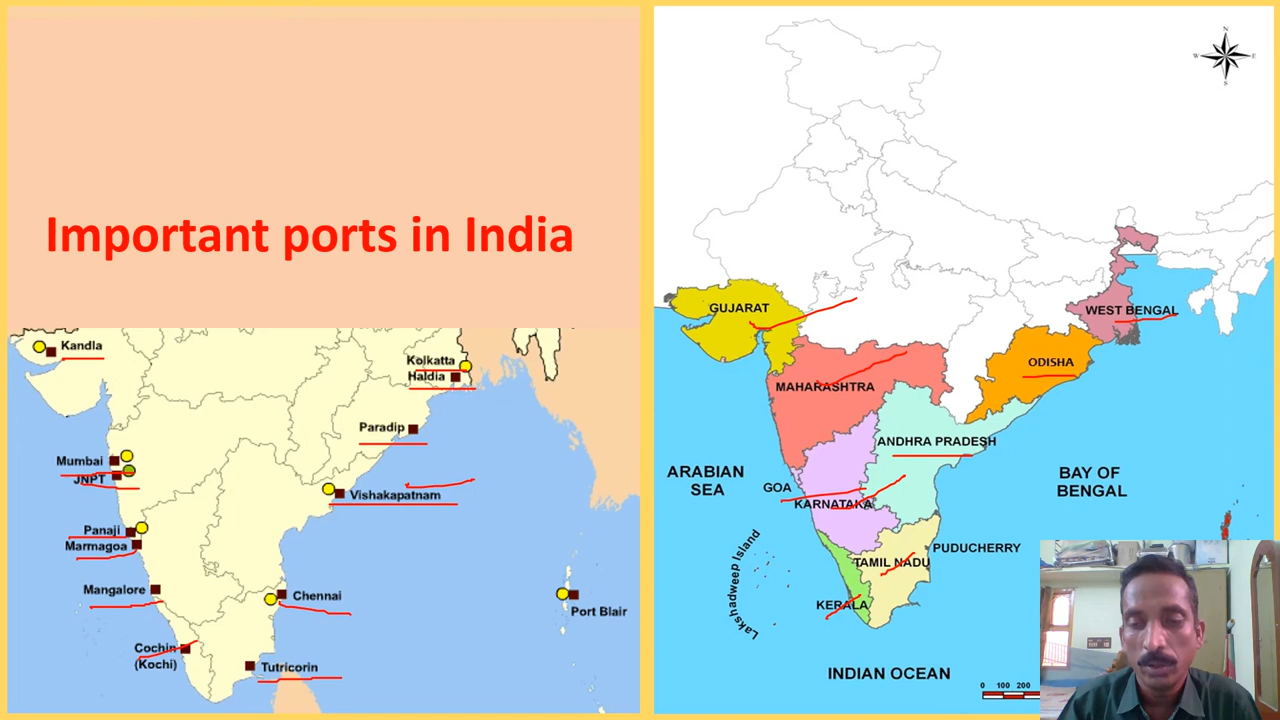 Important ports in India
Kandla
Kolkatta
Haldia
Paradip
Mumbai
JNPT
Vishakapatnam
Panaji
Marmagoa
Mangalore
Chennai
Port Blair
Cochin
(Kochi)
Tutricorin
N
W
E
S
GUJARAT
WEST BENGAL
ODISHA
MAHARASHTRA
ANDHRA PRADESH
ARABIAN
SEA
BAY OF
BENGAL
GOA
KARNATAKA
PUDUCHERRY
TAMIL NADU
Lakshadweep Island
KERALA
INDIAN OCEAN
0 100 200